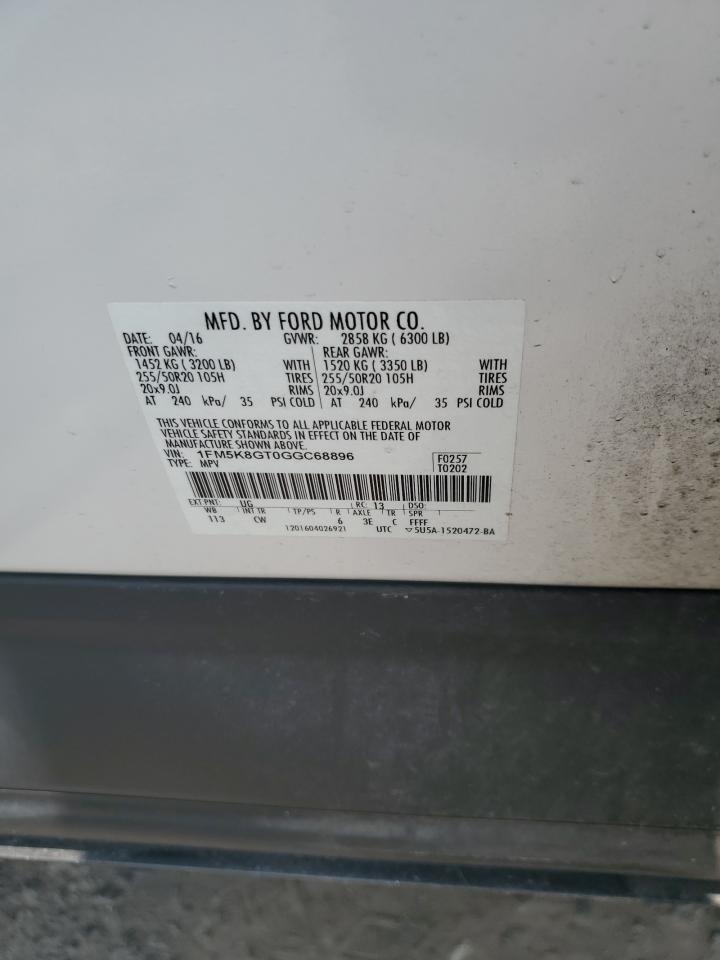 MFD. BY FORD MOTOR CO.
DATE: 04/16 GVWR: 2858 KG ( 6300 LB)
FRONT GAWR: REAR GAWR:
1452 KG ( 3200 LB) WITH 1520 KG ( 3350 LB) WITH
255/50R20 105H TIRES 255/50R20 105H TIRES
20x9.0J RIMS 20x9.0J RIMS
AT 240 kPa/ 35 PSI COLD AT 240 kPa/ 35 PSI COLD
THIS VEHICLE CONFORMS TO ALL APPLICABLE FEDERAL MOTOR
VEHICLE SAFETY STANDARDS IN EFFECT ON THE DATE OF
MANUFACTURE SHOWN ABOVE.
VIN: 1FM5K8GT0GGC68896 F0257
TYPE: MPV T0202
EXT PNT: UG RC: 13 DSO:
WB INT TR TP/PS R AXLE TR SPR
113 CW 6 3E C FFFF
1201604026921 UTC ▽5U5A-1520472-BA